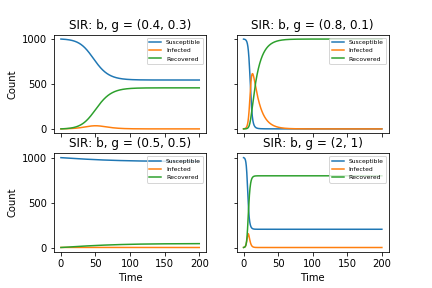 SIR: b, g = (0.4, 0.3)
SIR: b, g = (0.8, 0.1)
Count
1000
500
0
Susceptible
Infected
Recovered
Susceptible
Infected
Recovered
SIR: b, g = (0.5, 0.5)
SIR: b, g = (2, 1)
Count
1000
500
0
Susceptible
Infected
Recovered
Susceptible
Infected
Recovered
0 50 100 150 200
0 50 100 150 200
Time
Time